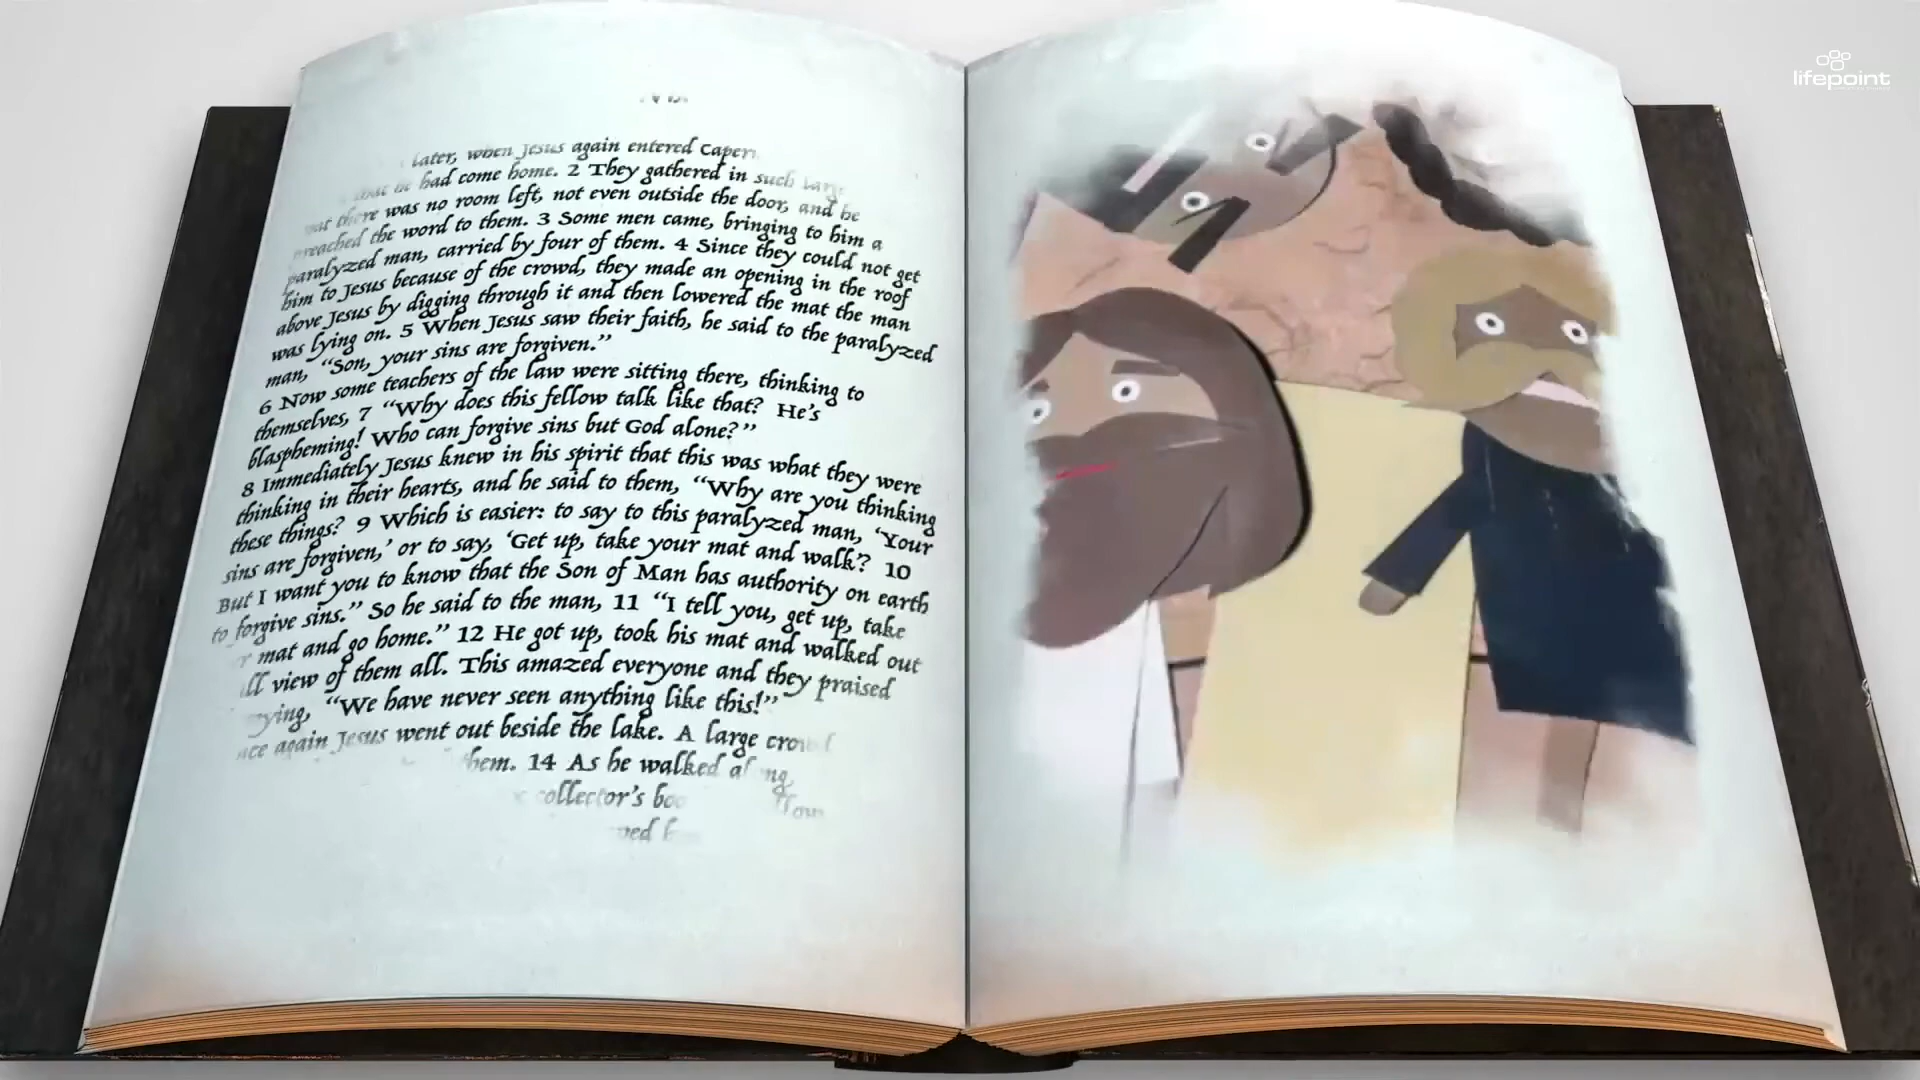 later, when Jesus again entered
he had come home. 2 They gathered in such
there was no room left, not even outside the door, and he
preached the word to them. 3 Some men came, bringing to him a
paralyzed man, carried by four of them. 4 Since they could not get
him to Jesus because of the crowd, they made an opening in the roof
above Jesus by digging through it and then lowered the mat the man
was lying on. 5 When Jesus saw their faith, he said to the paralyzed
man, “Son, your sins are forgiven.”
6 Now some teachers of the law were sitting there, thinking to
themselves, 7 “Why does this fellow talk like that? He’s
blaspheming! Who can forgive sins but God alone?”
8 Immediately Jesus knew in his spirit that this was what they were
thinking in their hearts, and he said to them, “Why are you thinking
these things? 9 Which is easier: to say to this paralyzed man, ‘Your
sins are forgiven,’ or to say, ‘Get up, take your mat and walk’? 10
But I want you to know that the Son of Man has authority on earth
to forgive sins.” So he said to the man, 11 “I tell you, get up, take
mat and go home.” 12 He got up, took his mat and walked out
view of them all. This amazed everyone and they praised
“We have never seen anything like this!”
again Jesus went out beside the lake. A large
them. 14 As he walked
collector’s
lifepoint